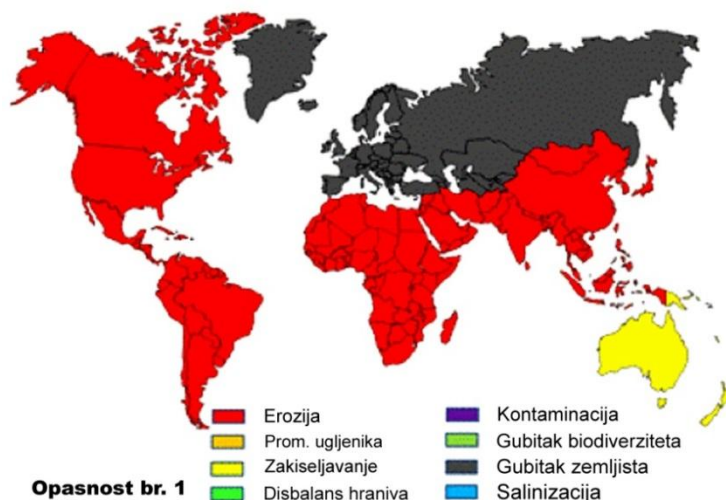 Erozija
Prom. ugljenika
Zakiseljavanje
Disbalans hraniva
Kontaminacija
Gubitak biodiverziteta
Gubitak zemljista
Salinizacija
Opasnost br. 1